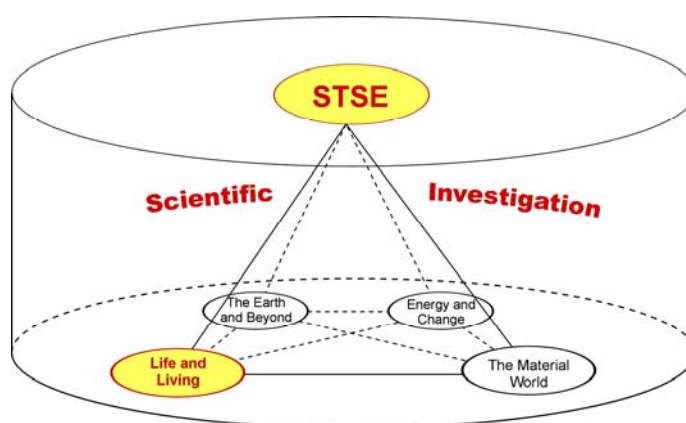 STSE
Scientific
Investigation
The Earth
and Beyond
Energy and
Change
Life and
Living
The Material
World